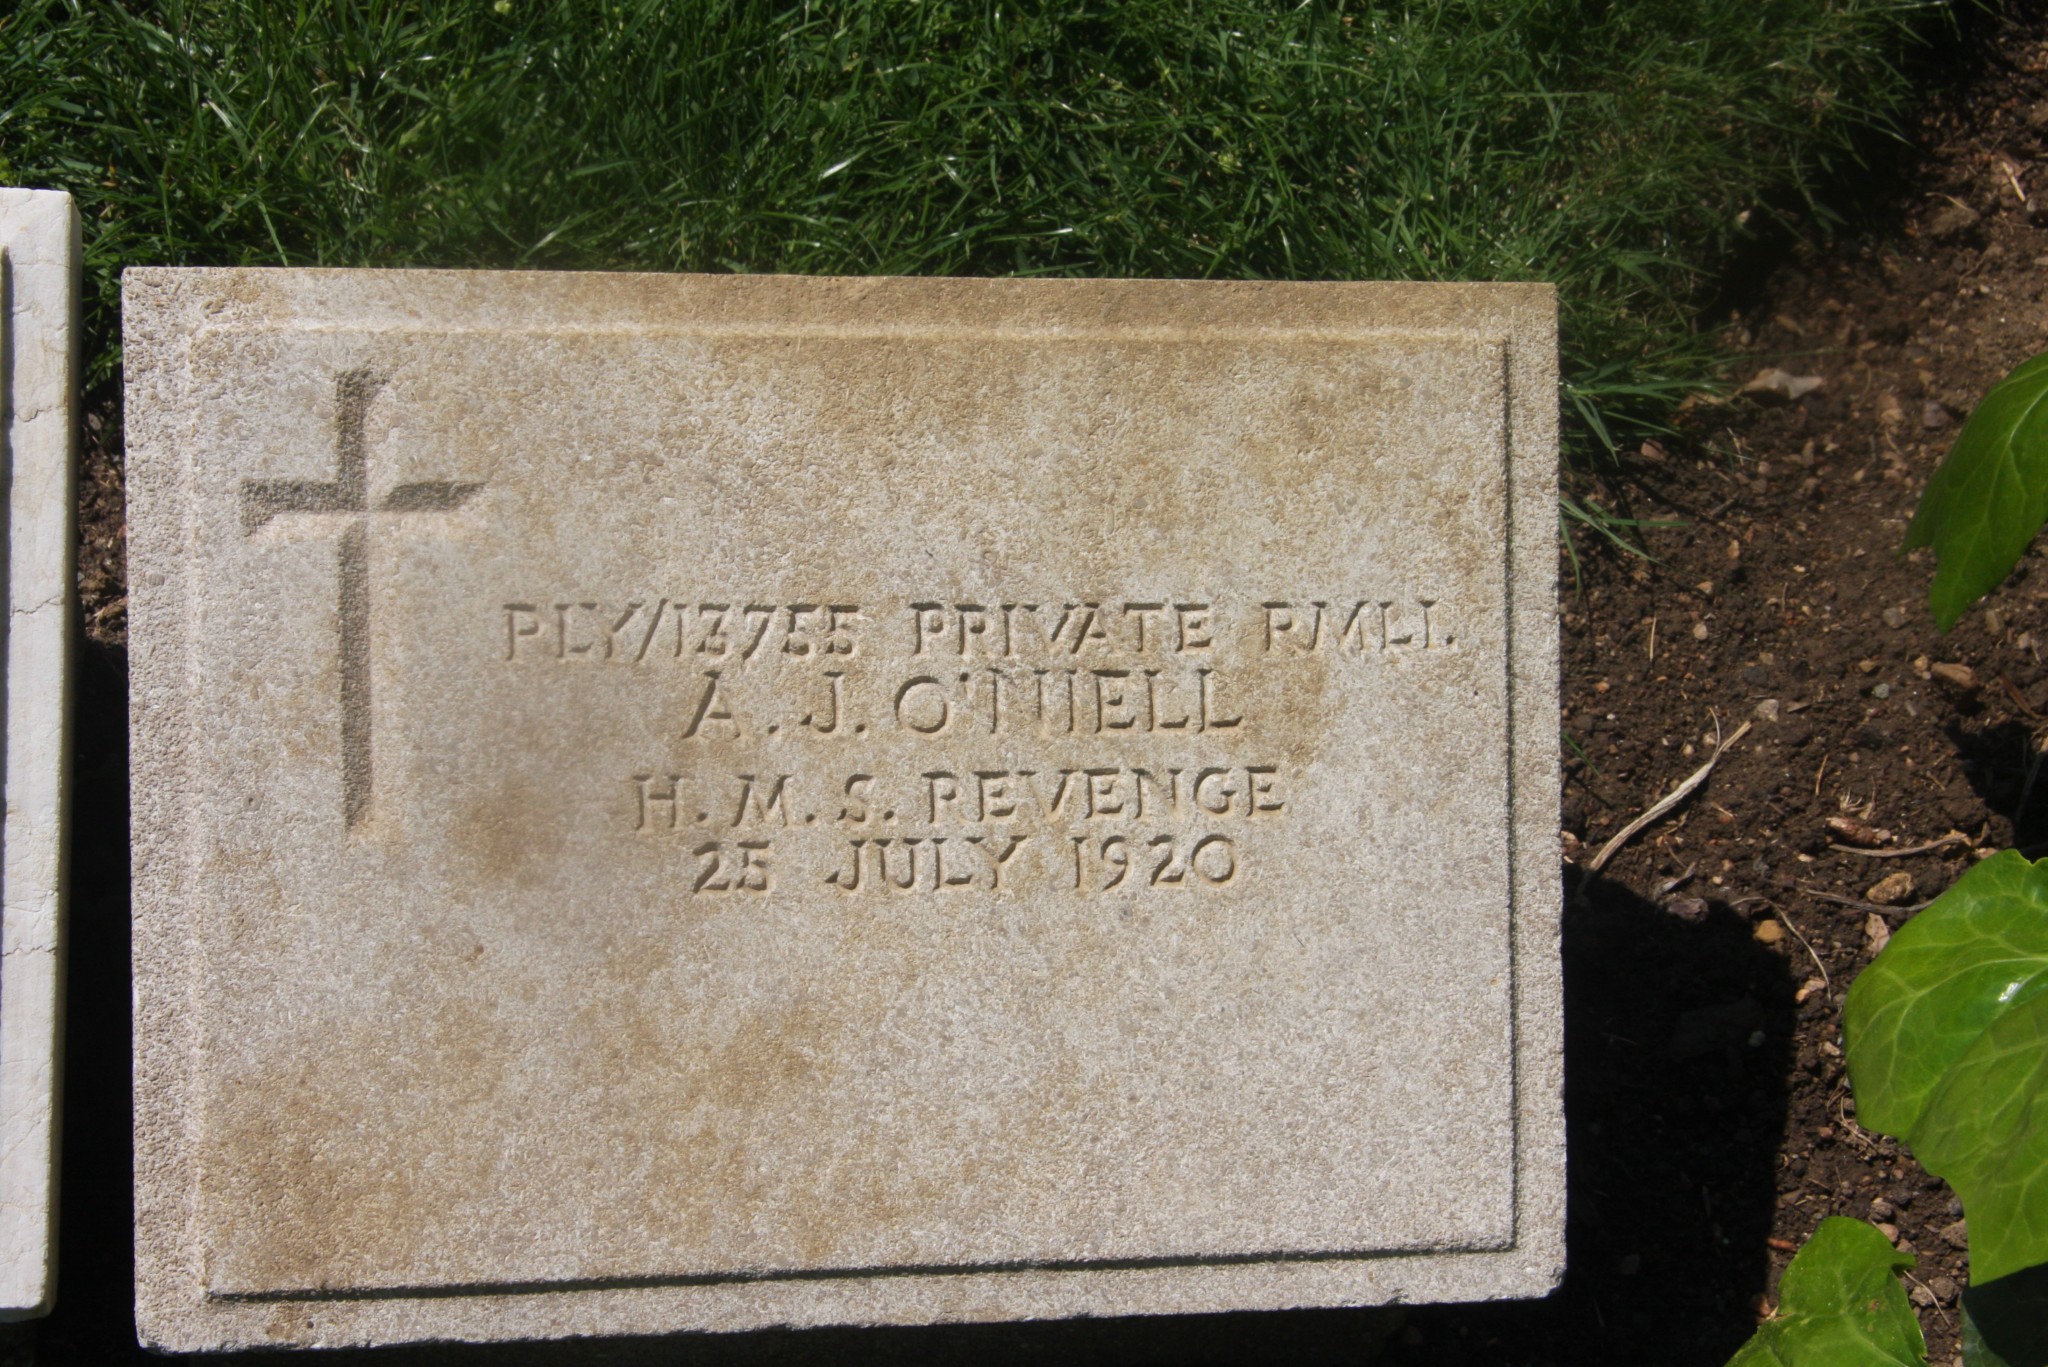 PLY/13755 PRIVATE R.M.L.I.
A. J. O'NIELL
H. M. S. REVENGE
25 JULY 1920